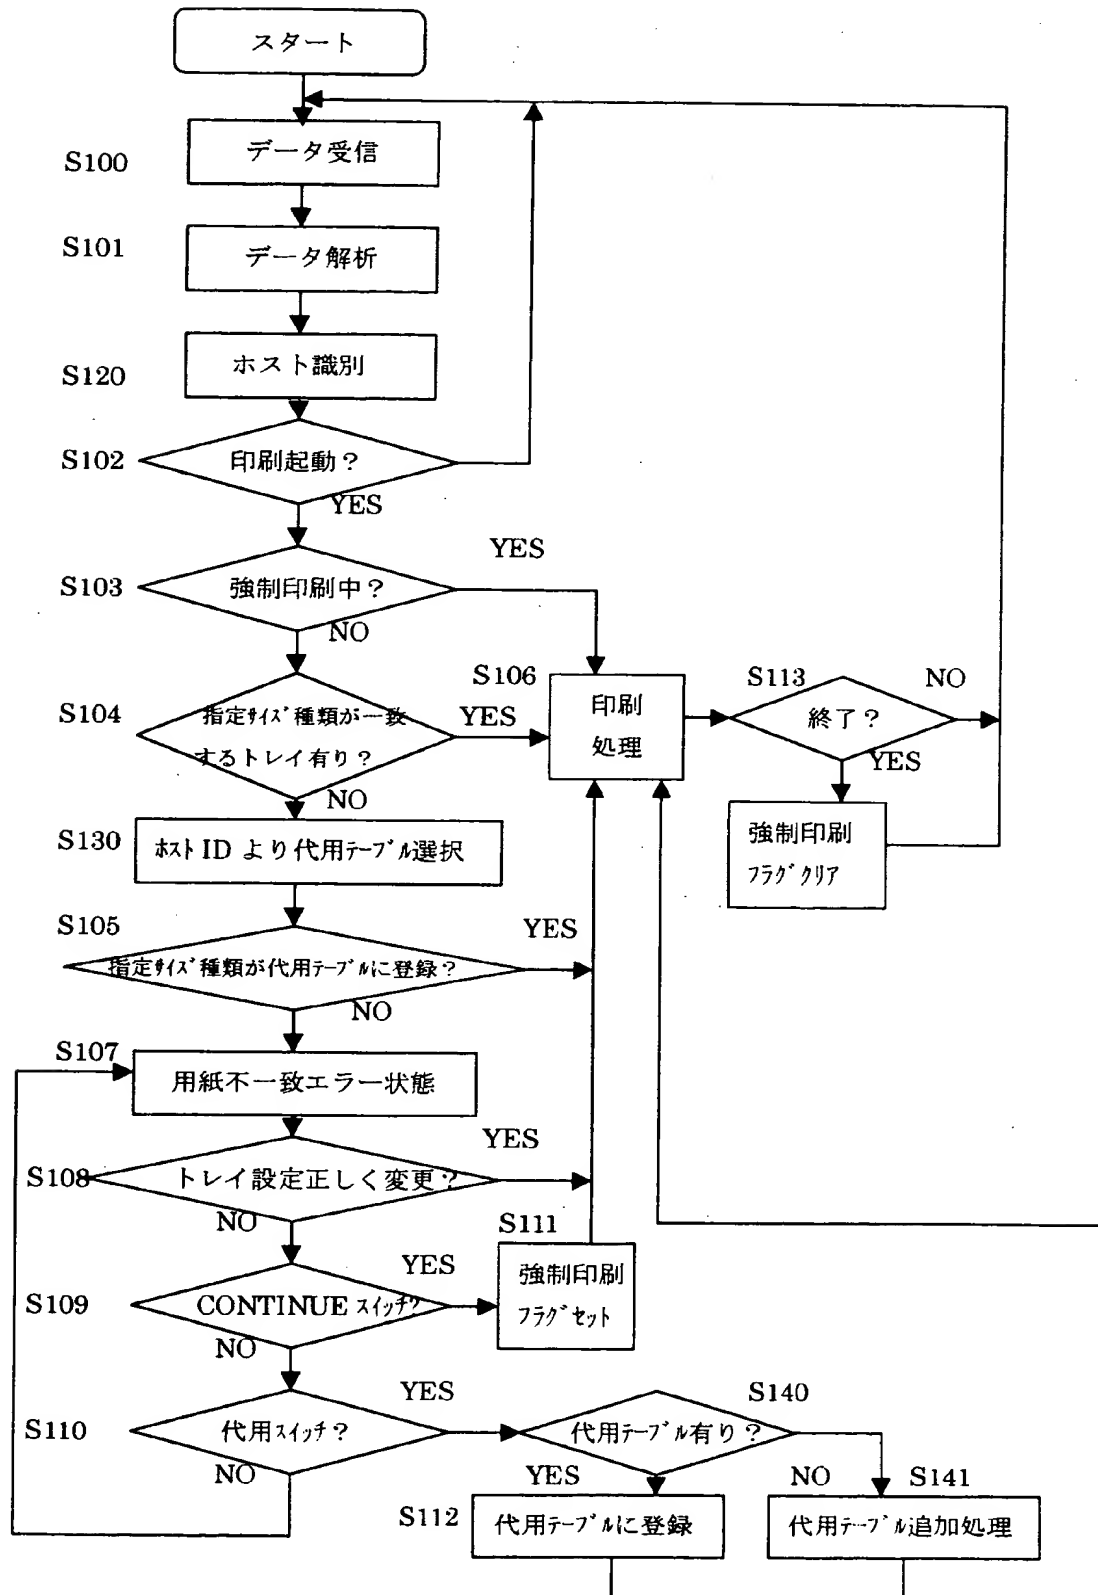 スタート
S100
データ受信
S101
データ解析
S120
ホスト識別
S102
印刷起動？
YES
S103
強制印刷中？
YES
NO
S104
指定サイズ種類が一致
するトレイ有り？
YES
NO
S106
印刷
処理
S113
終了？
NO
YES
強制印刷
フラグクリア
S130
ホスト ID より代用テーブル選択
S105
指定サイズ種類が代用テーブルに登録？
YES
NO
S107
用紙不一致エラー状態
S108
トレイ設定正しく変更？
YES
NO
S109
CONTINUE スイッチ？
YES
NO
S111
強制印刷
フラグセット
S110
代用スイッチ？
YES
NO
S140
代用テーブル有り？
YES
NO
S112
代用テーブルに登録
S141
代用テーブル追加処理